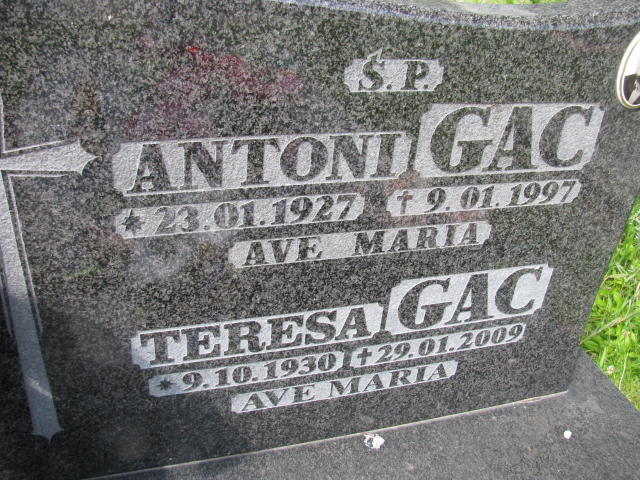 Ś.P.
ANTONI GAC
* 23.01.1927 † 9.01.1997
AVE MARIA
TERESA GAC
* 9.10.1930 † 29.01.2009
AVE MARIA